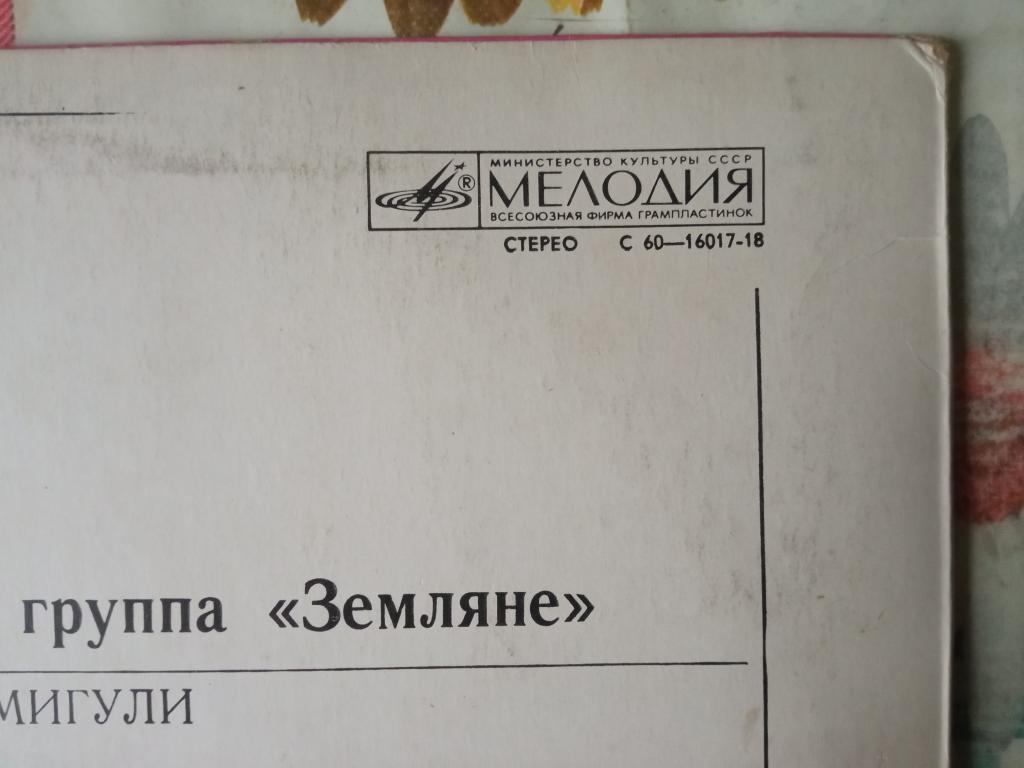 МИНИСТЕРСТВО КУЛЬТУРЫ СССР
® МЕЛОДИЯ
ВСЕСОЮЗНАЯ ФИРМА ГРАМПЛАСТИНОК
СТЕРЕО С 60—16017-18
группа «Земляне»
МИГУЛИ